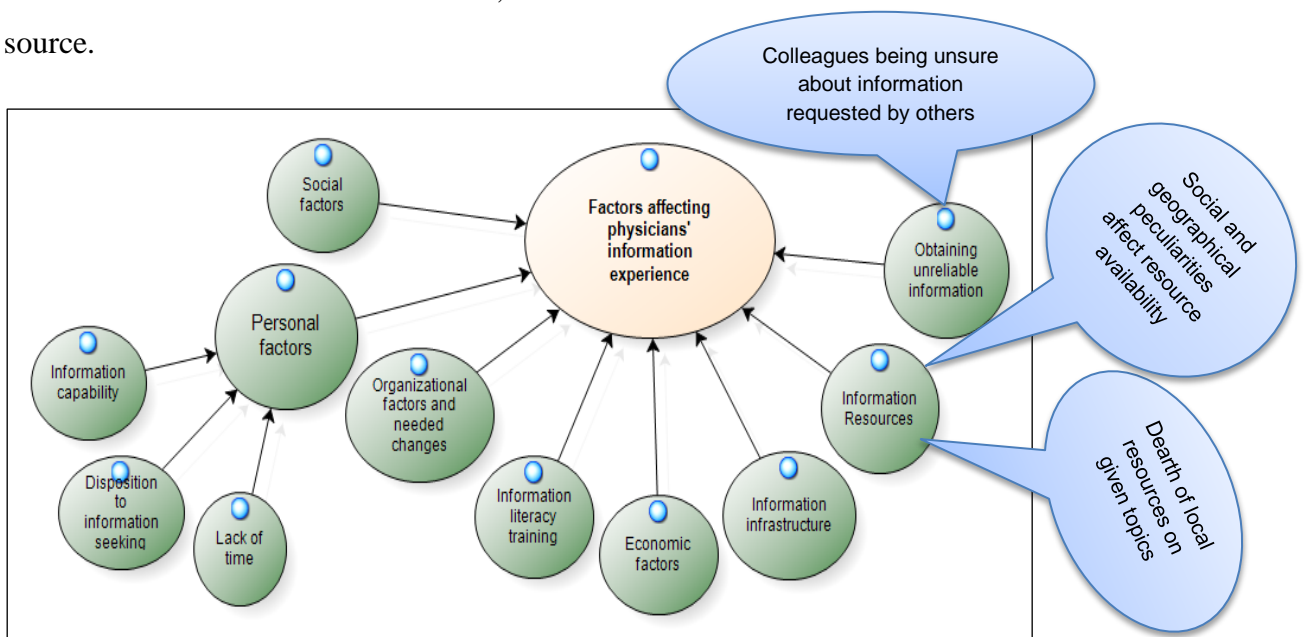 source.
Colleagues being unsure
about information
requested by others
Social and
geographical
peculiarities
affect resource
availability
Social
factors
Factors affecting
physicians'
information
experience
Obtaining
unreliable
information
Personal
factors
Information
capability
Organizational
factors and
needed
changes
Information
Resources
Dearth of local
resources on
given topics
Disposition
to
information
seeking
Lack of
time
Information
literacy
training
Economic
factors
Information
infrastructure